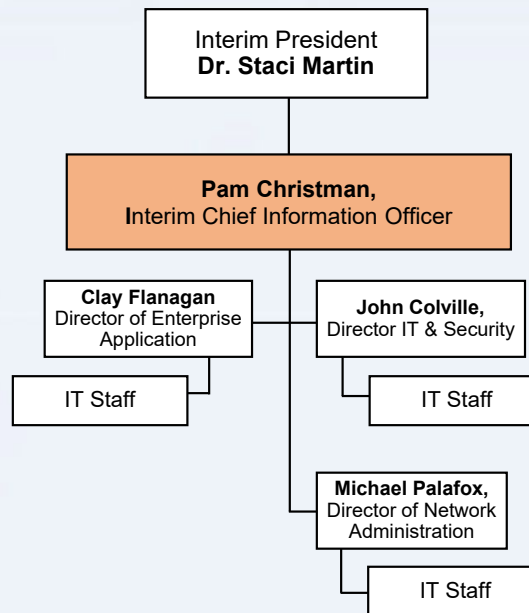 Interim President
Dr. Staci Martin
Pam Christman,
Interim Chief Information Officer
Clay Flanagan
Director of Enterprise
Application
IT Staff
John Colville,
Director IT & Security
IT Staff
Michael Palafox,
Director of Network
Administration
IT Staff